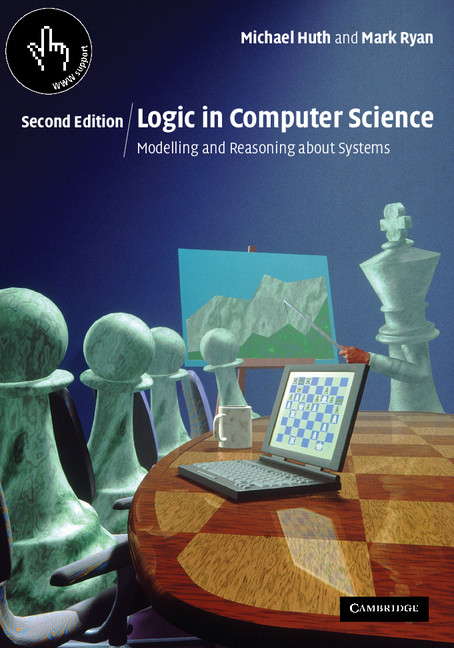 Michael Huth and Mark Ryan
www support
Second Edition
Logic in Computer Science
Modelling and Reasoning about Systems
CAMBRIDGE